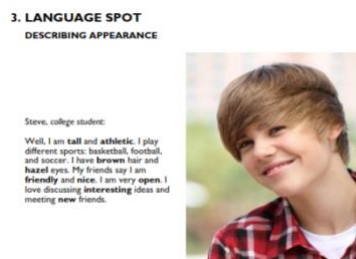 3. LANGUAGE SPOT
DESCRIBING APPEARANCE
Steve, college student:
Well, I am tall and athletic. I play
different sports: basketball, football,
and soccer. I have brown hair and
hazel eyes. My friends say I am
friendly and nice. I am very open. I
love discussing interesting ideas and
meeting new friends.